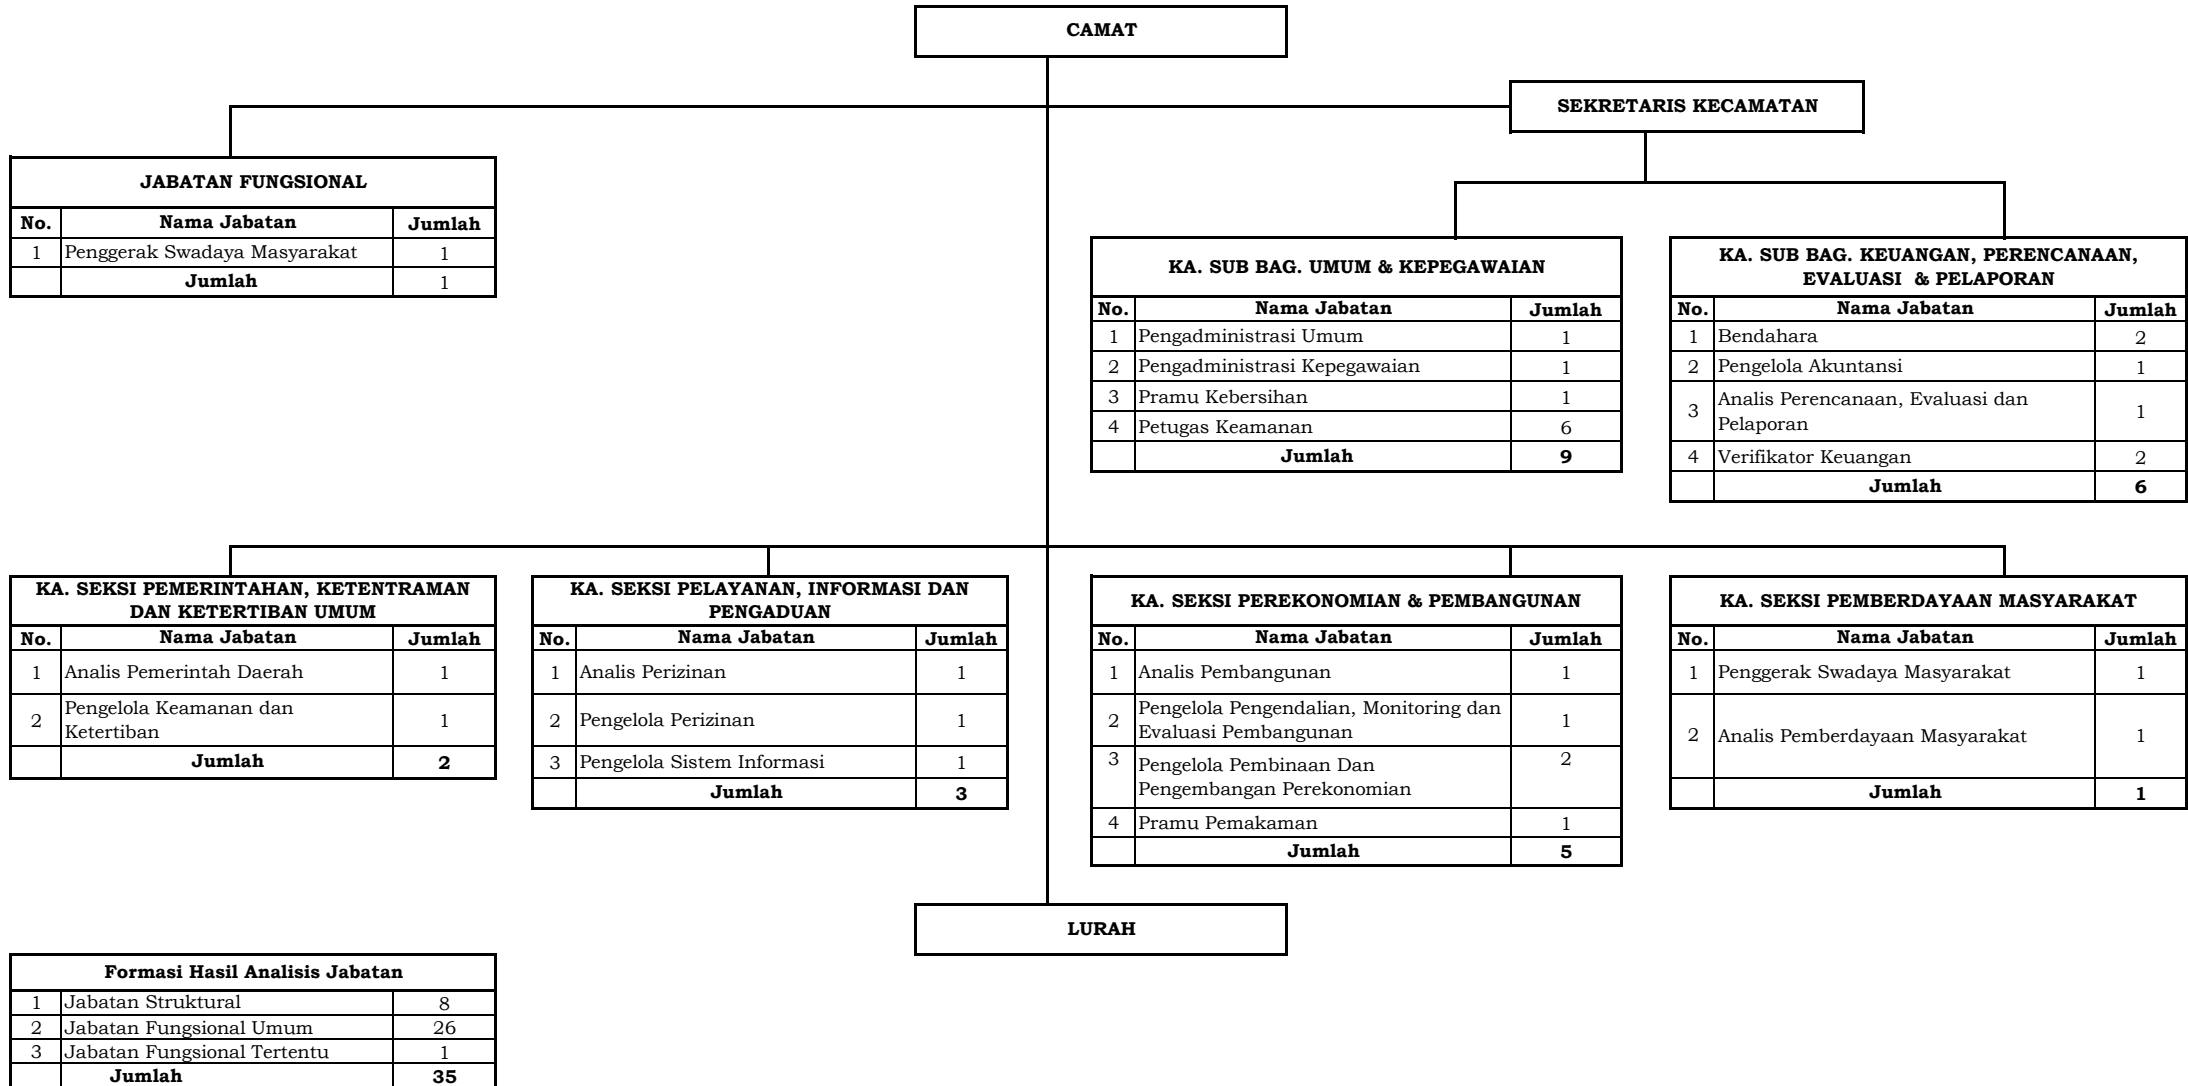 CAMAT
SEKRETARIS KECAMATAN
JABATAN FUNGSIONAL
No. Nama Jabatan Jumlah
1 Penggerak Swadaya Masyarakat 1
Jumlah 1
KA. SUB BAG. UMUM & KEPEGAWAIAN
No. Nama Jabatan Jumlah
1 Pengadministrasi Umum 1
2 Pengadministrasi Kepegawaian 1
3 Pramu Kebersihan 1
4 Petugas Keamanan 6
Jumlah 9
KA. SUB BAG. KEUANGAN, PERENCANAAN,
EVALUASI & PELAPORAN
No. Nama Jabatan Jumlah
1 Bendahara 2
2 Pengelola Akuntansi 1
3 Analis Perencanaan, Evaluasi dan
Pelaporan 1
4 Verifikator Keuangan 2
Jumlah 6
KA. SEKSI PEMERINTAHAN, KETENTRAMAN
DAN KETERTIBAN UMUM
No. Nama Jabatan Jumlah
1 Analis Pemerintah Daerah 1
2 Pengelola Keamanan dan
Ketertiban 1
Jumlah 2
KA. SEKSI PELAYANAN, INFORMASI DAN
PENGADUAN
No. Nama Jabatan Jumlah
1 Analis Perizinan 1
2 Pengelola Perizinan 1
3 Pengelola Sistem Informasi 1
Jumlah 3
KA. SEKSI PEREKONOMIAN & PEMBANGUNAN
No. Nama Jabatan Jumlah
1 Analis Pembangunan 1
2 Pengelola Pengendalian, Monitoring dan
Evaluasi Pembangunan 1
3 Pengelola Pembinaan Dan 2
Pengembangan Perekonomian
4 Pramu Pemakaman 1
Jumlah 5
KA. SEKSI PEMBERDAYAAN MASYARAKAT
No. Nama Jabatan Jumlah
1 Penggerak Swadaya Masyarakat 1
2 Analis Pemberdayaan Masyarakat 1
Jumlah 1
LURAH
Formasi Hasil Analisis Jabatan
1 Jabatan Struktural 8
2 Jabatan Fungsional Umum 26
3 Jabatan Fungsional Tertentu 1
Jumlah 35